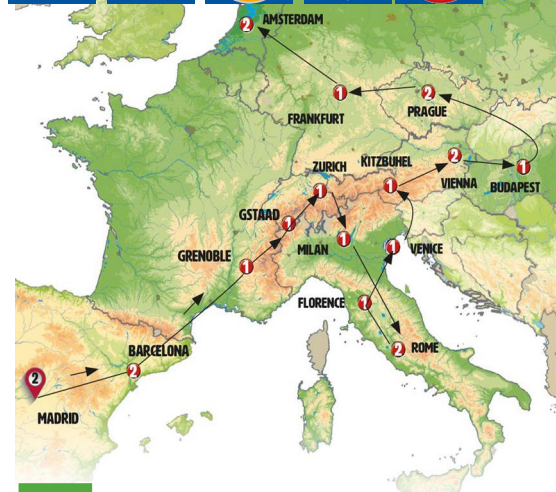 AMSTERDAM
2
1
2
FRANKFURT
PRAGUE
ZURICH
KITZBUHEL
2
1
1
1
VIENNA
BUDAPEST
GSTAAD
1
MILAN
1
1
VENICE
GRENOBLE
1
FLORENCE
1
BARCELONA
2
ROME
2
2
MADRID